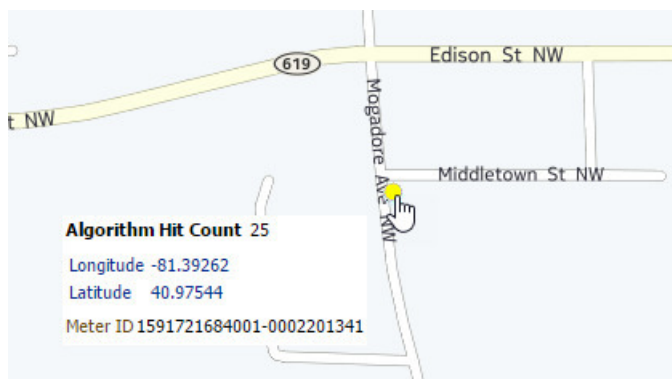 Edison St NW
619
t NW
Mogadore Ave NW
Middletown St NW
Algorithm Hit Count 25
Longitude -81.39262
Latitude 40.97544
Meter ID 1591721684001-0002201341